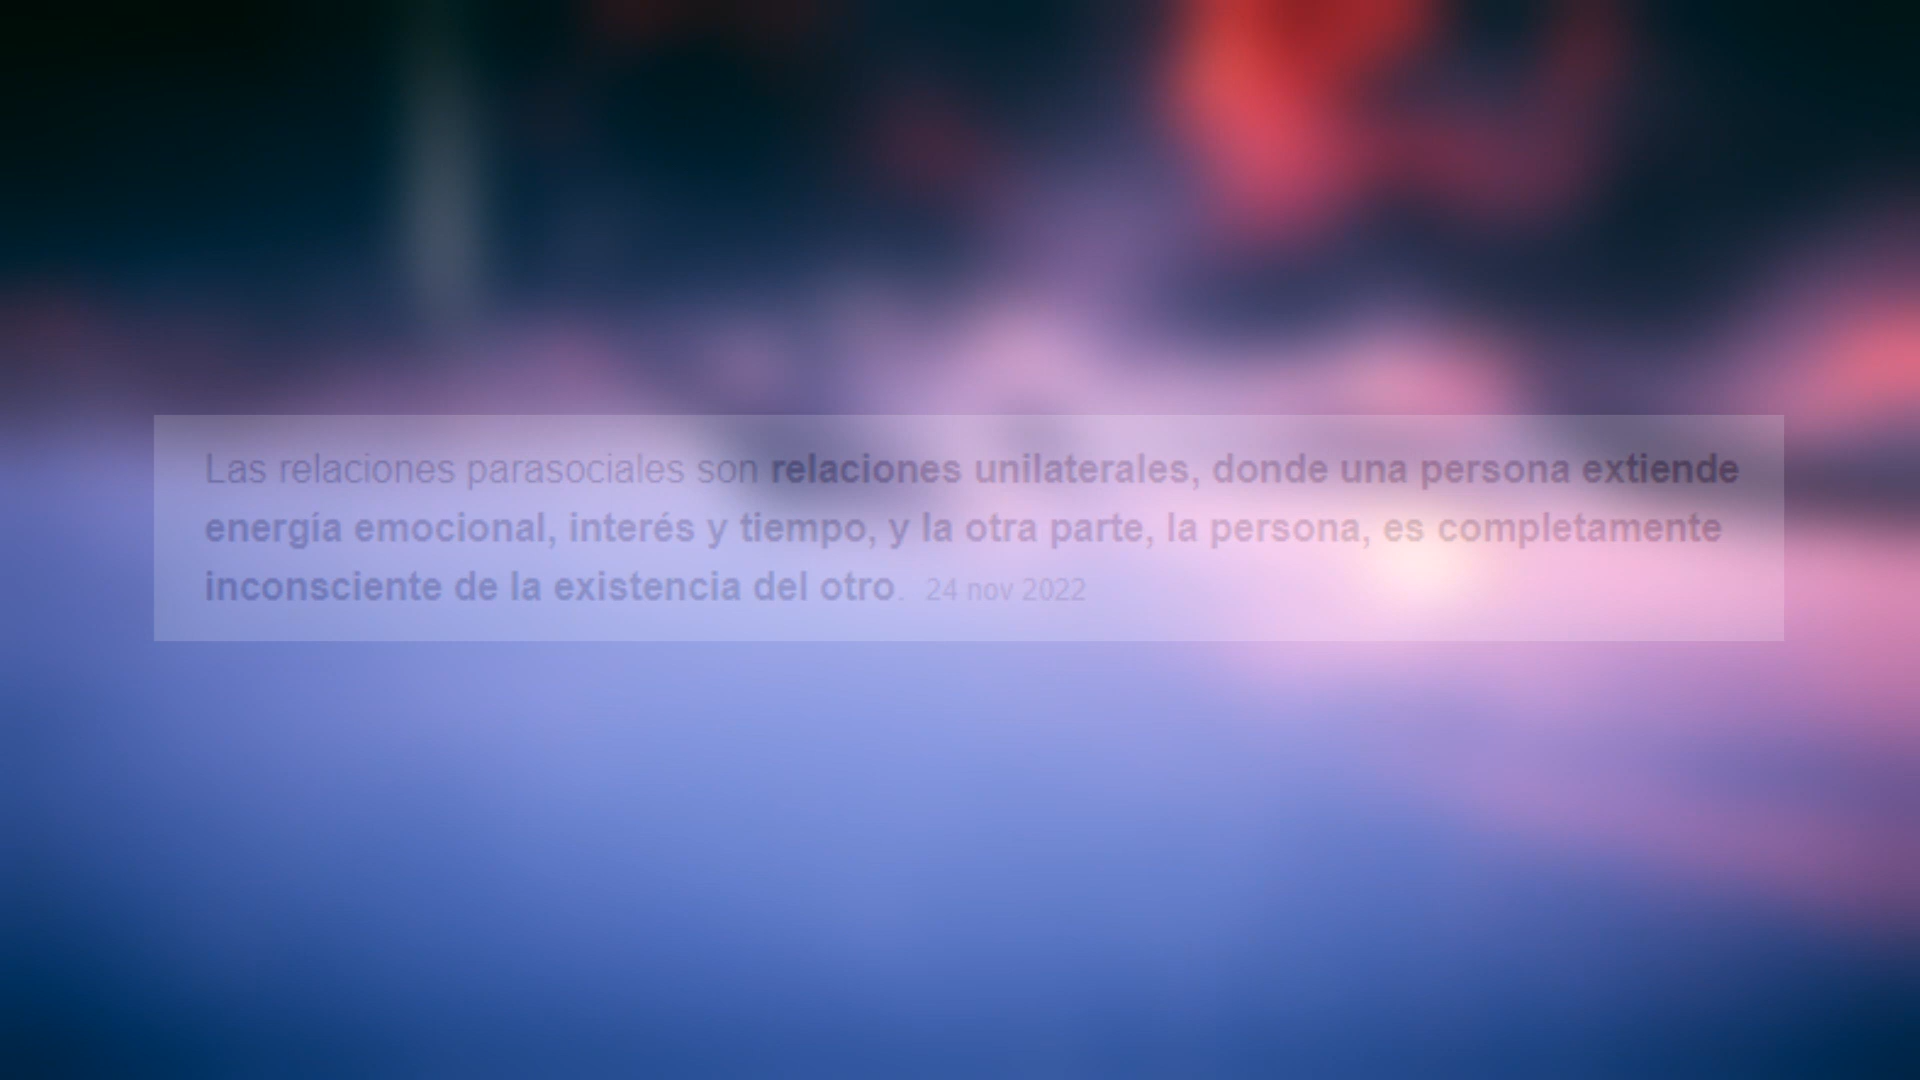 Las relaciones parasociales son relaciones unilaterales, donde una persona extiende
energía emocional, interés y tiempo, y la otra parte, la persona, es completamente
inconsciente de la existencia del otro. 24 nov 2022